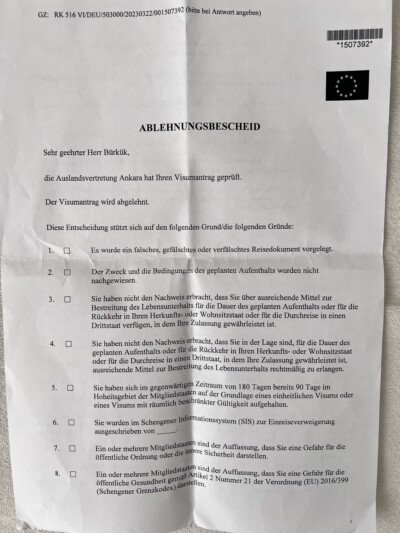 GZ: RK 516 VI/DEU/503000/20230322/001507392 (bitte bei Antwort angeben)
*1507392*
ABLEHNUNGSBESCHEID
Sehr geehrter Herr Bürkük,
die Auslandsvertretung Ankara hat Ihren Visumantrag geprüft.
Der Visumantrag wird abgelehnt.
Diese Entscheidung stützt sich auf den folgenden Grund/die folgenden Gründe:
1. Es wurde ein falsches, gefälschtes oder verfälschtes Reisedokument vorgelegt.
2. Der Zweck und die Bedingungen des geplanten Aufenthalts wurden nicht
nachgewiesen.
3. Sie haben nicht den Nachweis erbracht, dass Sie über ausreichende Mittel zur
Bestreitung des Lebensunterhalts für die Dauer des geplanten Aufenthalts oder für die
Rückkehr in Ihren Herkunfts- oder Wohnsitzstaat oder für die Durchreise in einen
Drittstaat verfügen, in dem Ihre Zulassung gewährleistet ist.
4. Sie haben nicht den Nachweis erbracht, dass Sie in der Lage sind, für die Dauer des
geplanten Aufenthalts oder für die Rückkehr in Ihren Herkunfts- oder Wohnsitzstaat
oder für die Durchreise in einen Drittstaat, in dem Ihre Zulassung gewährleistet ist,
ausreichende Mittel zur Bestreitung des Lebensunterhalts rechtmäßig zu erlangen.
5. Sie haben sich im gegenwärtigen Zeitraum von 180 Tagen bereits 90 Tage im
Hoheitsgebiet der Mitgliedstaaten auf der Grundlage eines einheitlichen Visums oder
eines Visums mit räumlich beschränkter Gültigkeit aufgehalten.
6. Sie wurden im Schengener Informationssystem (SIS) zur Einreiseverweigerung
ausgeschrieben von _____.
7. Ein oder mehrere Mitgliedstaaten sind der Auffassung, dass Sie eine Gefahr für die
öffentliche Ordnung oder die innere Sicherheit darstellen.
8. Ein oder mehrere Mitgliedstaaten sind der Auffassung, dass Sie eine Gefahr für die
öffentliche Gesundheit gemäß Artikel 2 Nummer 21 der Verordnung (EU) 2016/399
(Schengener Grenzkodex) darstellen.